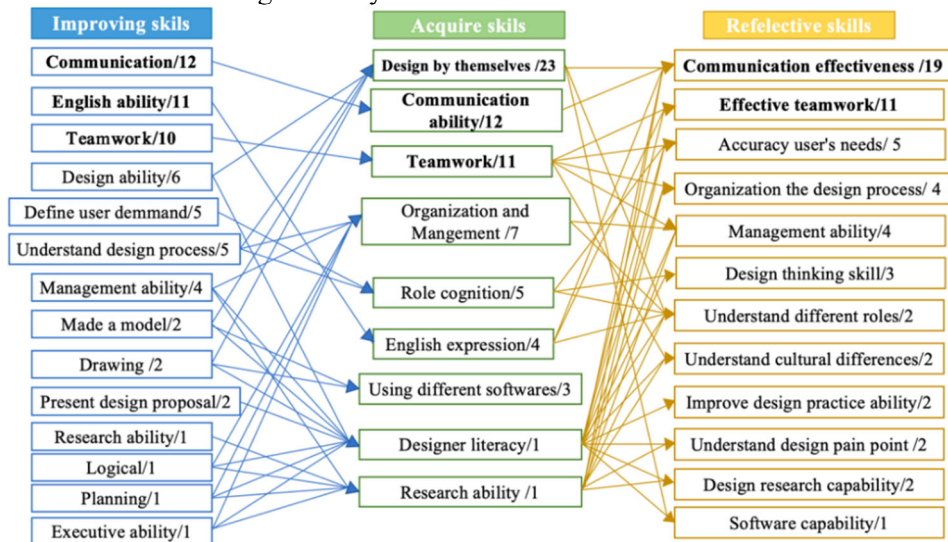 Improving skils
Communication/12
English ability/11
Teamwork/10
Design ability/6
Define user demmand/5
Understand design process/5
Management ability/4
Made a model/2
Drawing /2
Present design proposal/2
Research ability/1
Logical/1
Planning/1
Executive ability/1
Acquire skils
Design by themselves /23
Communication
ability/12
Teamwork/11
Organization and
Mangement /7
Role cognition/5
English expression/4
Using different softwares/3
Designer literacy/1
Research ability /1
Refelective skills
Communication effectiveness /19
Effective teamwork/11
Accuracy user's needs/ 5
Organization the design process/ 4
Management ability/4
Design thinking skill/3
Understand different roles/2
Understand cultural differences/2
Improve design practice ability/2
Understand design pain point /2
Design research capability/2
Software capability/1